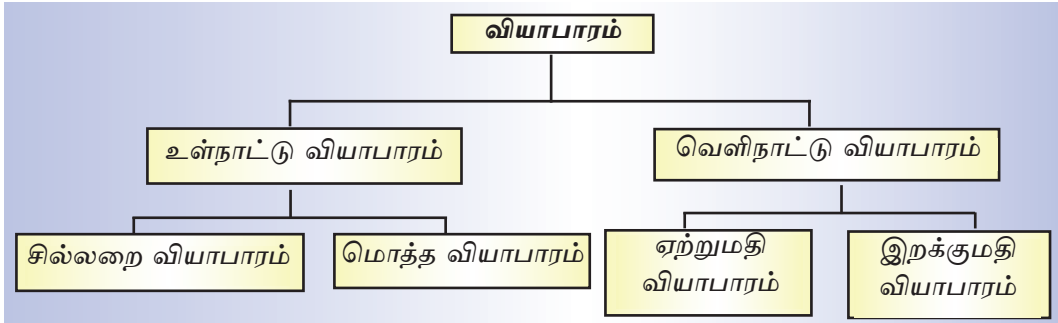 வியாபாரம்
உள்நாட்டு வியாபாரம்
வெளிநாட்டு வியாபாரம்
சில்லறை வியாபாரம்
மொத்த வியாபாரம்
ஏற்றுமதி
வியாபாரம்
இறக்குமதி
வியாபாரம்